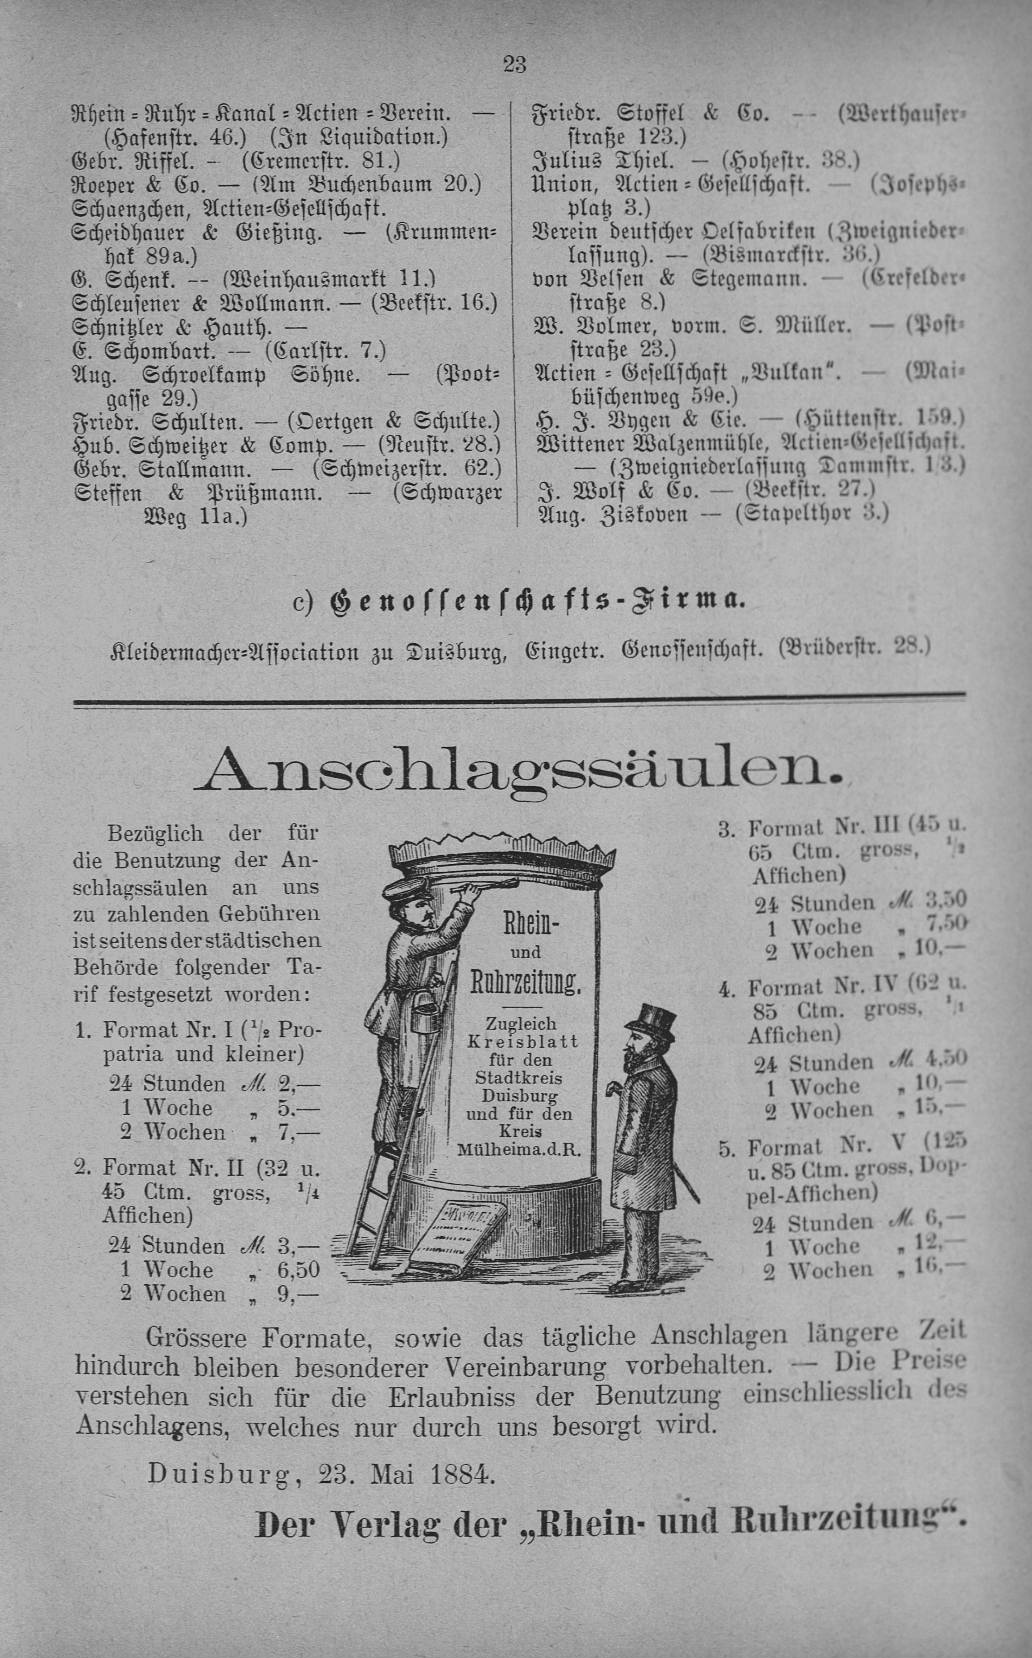 23
Rhein-Ruhr-Kanal-Actien-Verein. —
(Hafenstr. 46.) (In Liquidation.)
Gebr. Riffel. — (Cremerstr. 81.)
Roeper & Co. — (Am Buchenbaum 20.)
Schaenzchen, Actien-Gesellschaft.
Scheidhauer & Gießing. — (Krummen-
hak 89a.)
G. Schenk. — (Weinhausmarkt 11.)
Schleusener & Wollmann. — (Beekstr. 16.)
Schnitzler & Hauth. —
E. Schombart. — (Carlstr. 7.)
Aug. Schroelkamp Söhne. — (Poot-
gasse 29.)
Friedr. Schulten. — (Oertgen & Schulte.)
Hub. Schweitzer & Comp. — (Neustr. 28.)
Gebr. Stallmann. — (Schweizerstr. 62.)
Steffen & Prüßmann. — (Schwarzer
Weg 11a.)
Friedr. Stoffel & Co. — (Werthauser-
straße 123.)
Julius Thiel. — (Hohestr. 38.)
Union, Actien-Gesellschaft. — (Josephs-
platz 3.)
Verein deutscher Oelfabriken (Zweignieder-
lassung). — (Bismarckstr. 36.)
von Velsen & Stegemann. — (Crefelder-
straße 8.)
W. Volmer, vorm. S. Müller. — (Post-
straße 23.)
Actien-Gesellschaft „Vulkan“. — (Mai-
büschenweg 59e.)
H. J. Vygen & Cie. — (Hüttenstr. 159.)
Wittener Walzenmühle, Actien-Gesellschaft.
— (Zweigniederlassung Dammstr. 1/3.)
J. Wolf & Co. — (Beekstr. 27.)
Aug. Ziskoven — (Stapelthor 3.)
c) Genossenschafts-Firma.
Kleidermacher-Association zu Duisburg, Eingetr. Genossenschaft. (Brüderstr. 28.)
Anschlagssäulen.
Bezüglich der für
die Benutzung der An-
schlagssäulen an uns
zu zahlenden Gebühren
ist seitens der städtischen
Behörde folgender Ta-
rif festgesetzt worden:
1. Format Nr. I (1/2 Pro-
patria und kleiner)
24 Stunden M. 2,—
1 Woche „ 5.—
2 Wochen „ 7,—
2. Format Nr. II (32 u.
45 Ctm. gross, 1/4
Affichen)
24 Stunden M. 3,—
1 Woche „ 6,50
2 Wochen „ 9,—
Rhein-
und
Ruhrzeitung.
Zugleich
Kreisblatt
für den
Stadtkreis
Duisburg
und für den
Kreis
Mülheim a.d.R.
3. Format Nr. III (45 u.
65 Ctm. gross, 1/2
Affichen)
24 Stunden M. 3,50
1 Woche „ 7,50
2 Wochen „ 10,—
4. Format Nr. IV (62 u.
85 Ctm. gross, 1/1
Affichen)
24 Stunden M. 4,50
1 Woche „ 10,—
2 Wochen „ 15,—
5. Format Nr. V (125
u. 85 Ctm. gross, Dop-
pel-Affichen)
24 Stunden M. 6,—
1 Woche „ 12,—
2 Wochen „ 16,—
Grössere Formate, sowie das tägliche Anschlagen längere Zeit
hindurch bleiben besonderer Vereinbarung vorbehalten. — Die Preise
verstehen sich für die Erlaubniss der Benutzung einschliesslich des
Anschlagens, welches nur durch uns besorgt wird.
Duisburg, 23. Mai 1884.
Der Verlag der „Rhein- und Ruhrzeitung“.